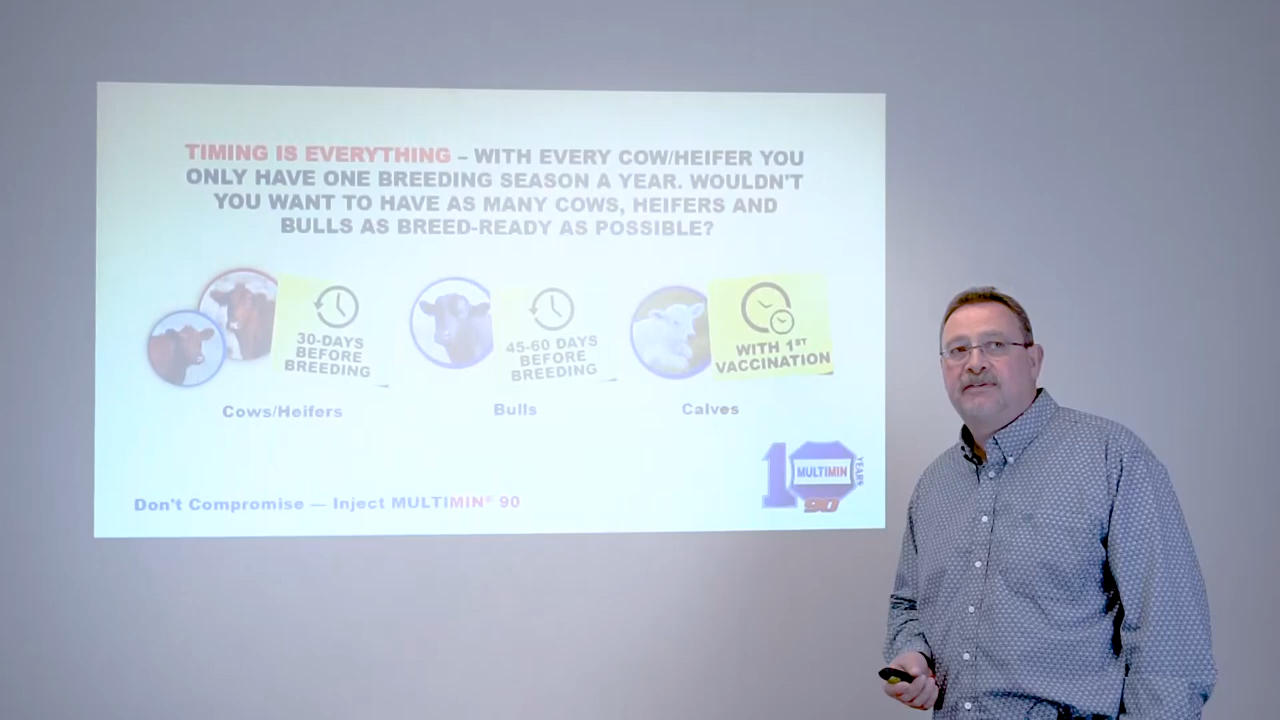 TIMING IS EVERYTHING – WITH EVERY COW/HEIFER YOU
ONLY HAVE ONE BREEDING SEASON A YEAR. WOULDN'T
YOU WANT TO HAVE AS MANY COWS, HEIFERS AND
BULLS AS BREED-READY AS POSSIBLE?
30-DAYS
BEFORE
BREEDING
45-60 DAYS
BEFORE
BREEDING
WITH 1ST
VACCINATION
Cows/Heifers
Bulls
Calves
10
YEARS
MULTIMIN
90
Don't Compromise — Inject MULTIMIN® 90